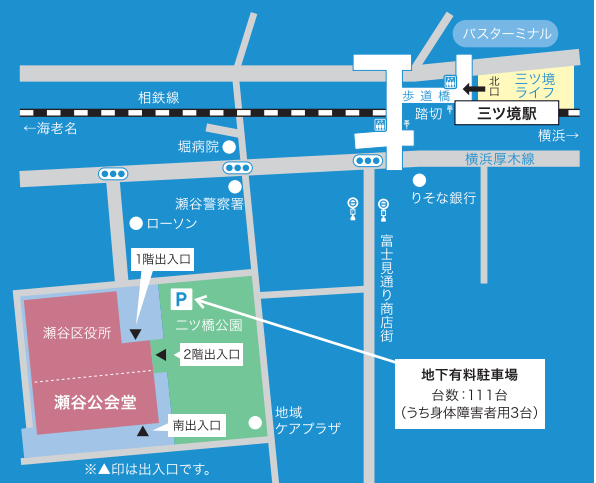 バスターミナル
北口
三ツ境
ライフ
歩道橋
相鉄線
踏切
三ツ境駅
←海老名
横浜→
堀病院
横浜厚木線
瀬谷警察署
りそな銀行
ローソン
富士見通り商店街
1階出入口
P
二ツ橋公園
瀬谷区役所
2階出入口
地下有料駐車場
台数:111台
(うち身体障害者用3台)
瀬谷公会堂
南出入口
地域
ケアプラザ
※▲印は出入口です。